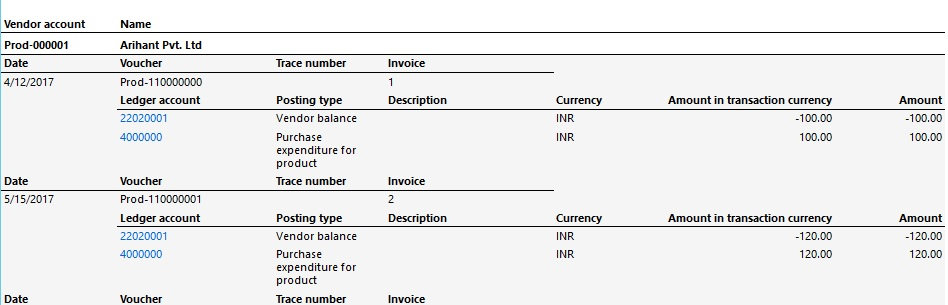 Vendor account Name
Prod-000001 Arihant Pvt. Ltd
Date Voucher Trace number Invoice
4/12/2017 Prod-110000000 1
Ledger account Posting type Description Currency Amount in transaction currency Amount
22020001 Vendor balance INR -100.00 -100.00
4000000 Purchase INR 100.00 100.00
expenditure for
product
Date Voucher Trace number Invoice
5/15/2017 Prod-110000001 2
Ledger account Posting type Description Currency Amount in transaction currency Amount
22020001 Vendor balance INR -120.00 -120.00
4000000 Purchase INR 120.00 120.00
expenditure for
product
Date Voucher Trace number Invoice